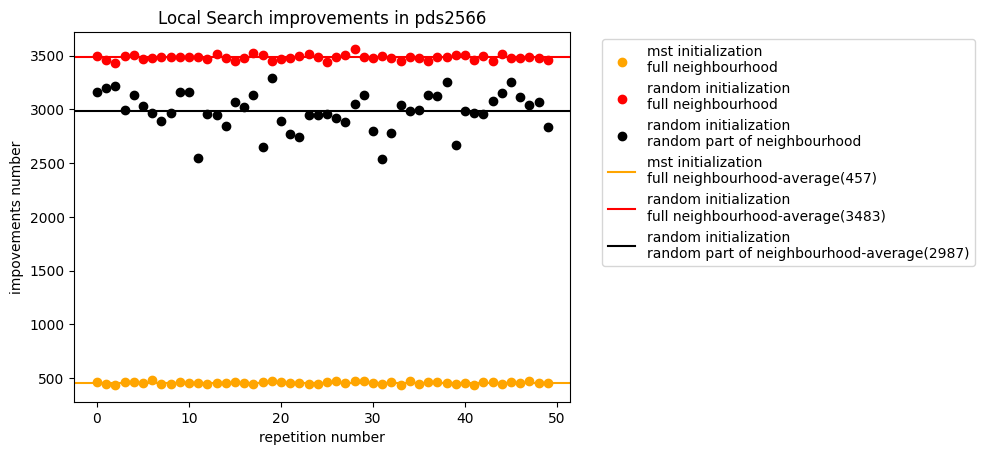 Local Search improvements in pds2566
impovements number
3500
3000
2500
2000
1500
1000
500
0
10
20
30
40
50
repetition number
mst initialization
full neighbourhood
random initialization
full neighbourhood
random initialization
random part of neighbourhood
mst initialization
full neighbourhood-average(457)
random initialization
full neighbourhood-average(3483)
random initialization
random part of neighbourhood-average(2987)